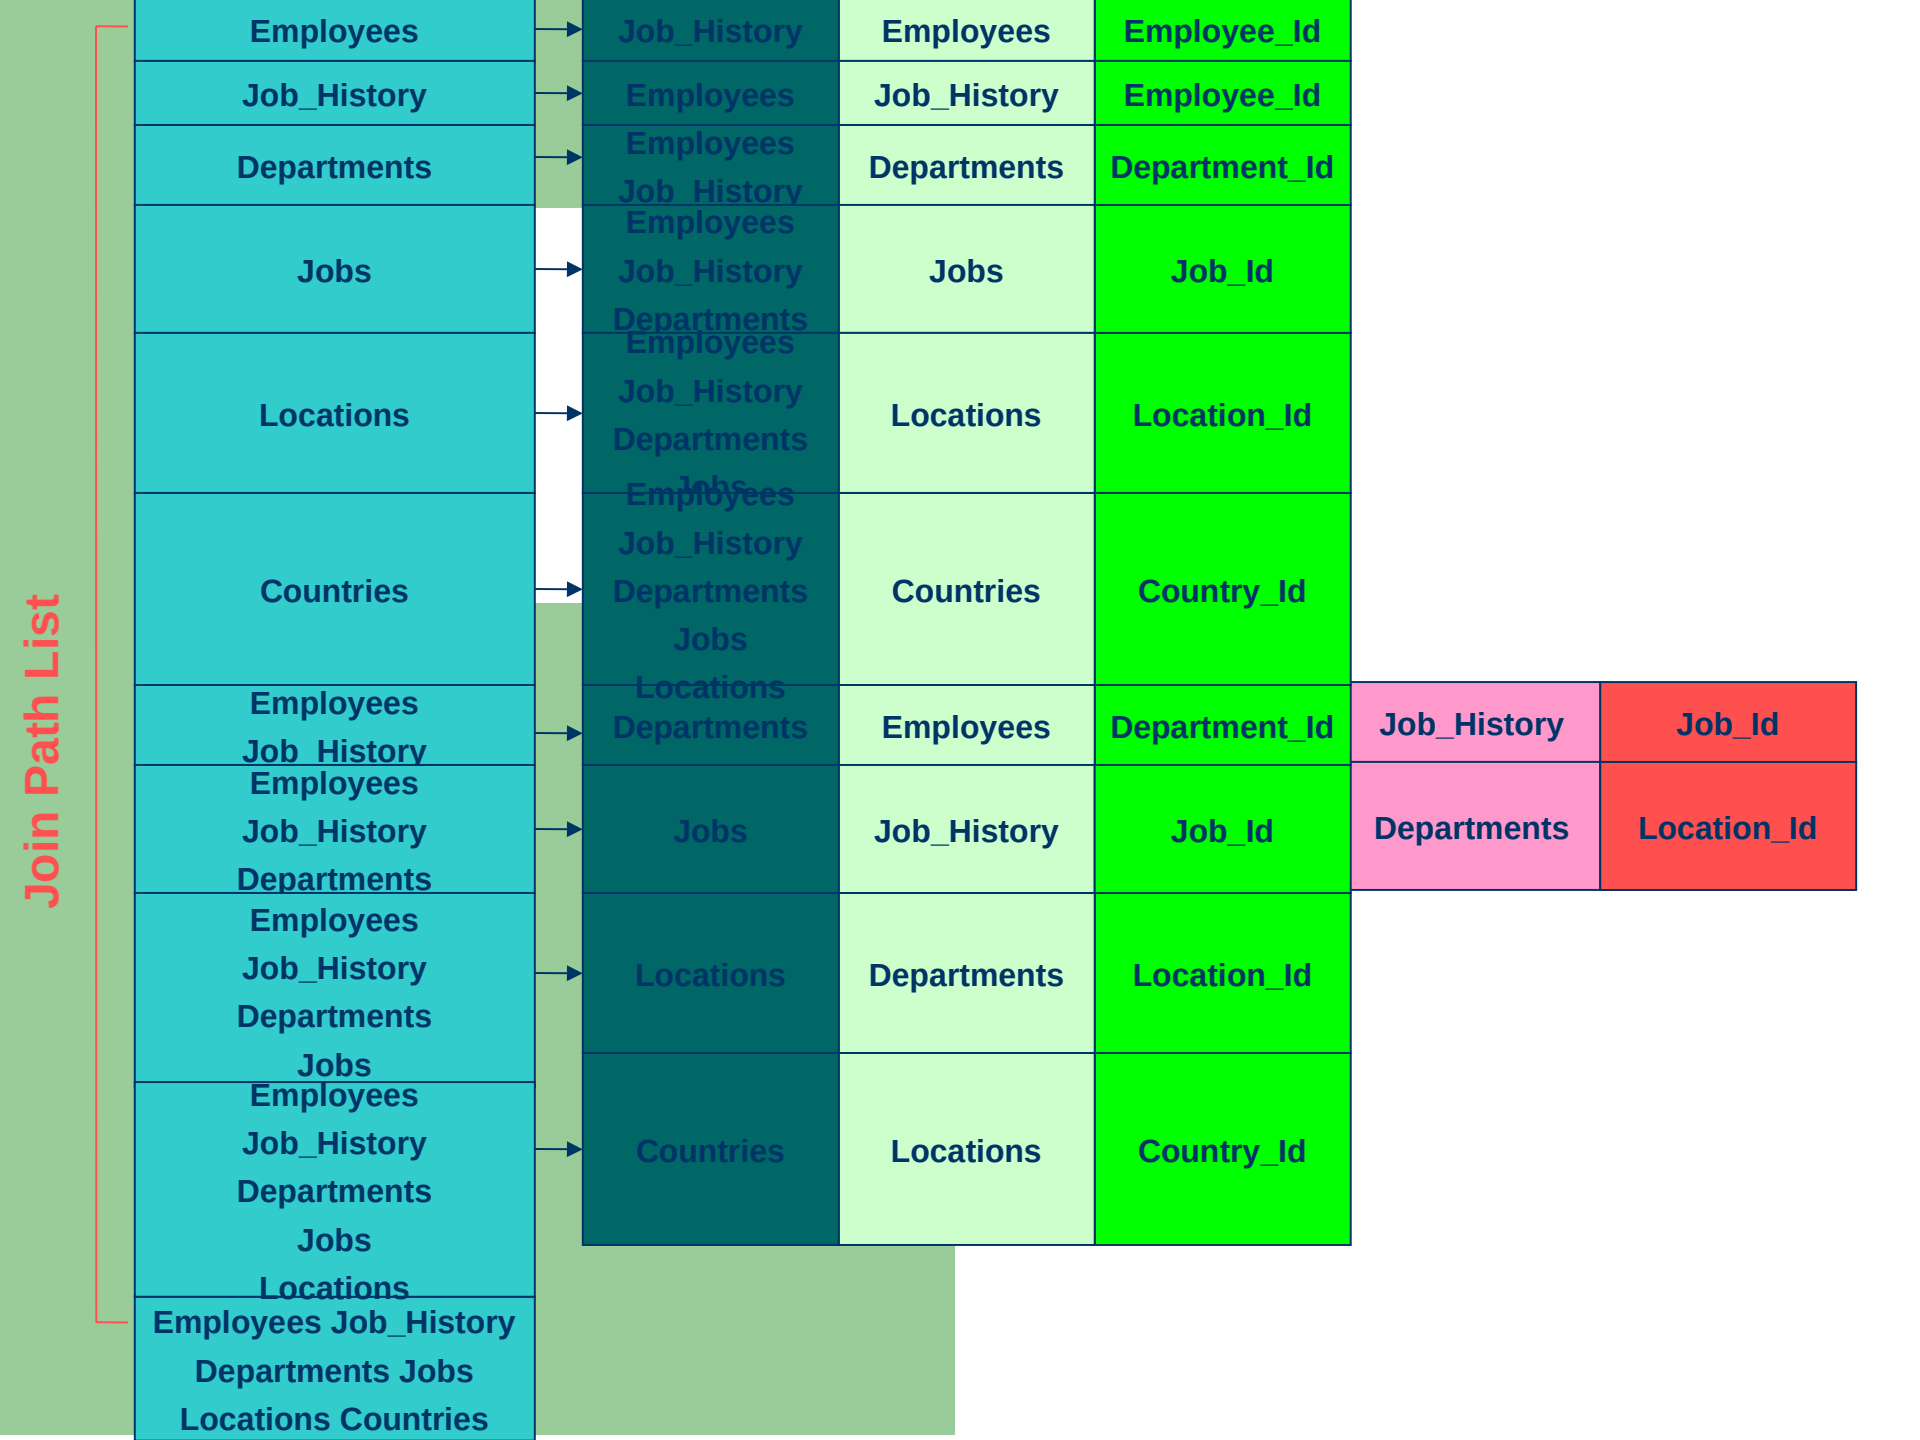 Join Path List
Employees
Job_History
Employees
Employee_Id
Job_History
Employees
Job_History
Employee_Id
Departments
Employees
Job_History
Departments
Department_Id
Jobs
Employees
Job_History
Departments
Jobs
Job_Id
Locations
Employees
Job_History
Departments
Jobs
Locations
Location_Id
Countries
Employees
Job_History
Departments
Jobs
Locations
Countries
Country_Id
Employees
Job_History
Departments
Employees
Department_Id
Job_History
Job_Id
Employees
Job_History
Departments
Jobs
Job_History
Job_Id
Departments
Location_Id
Employees
Job_History
Departments
Jobs
Locations
Departments
Location_Id
Employees
Job_History
Departments
Jobs
Locations
Countries
Locations
Country_Id
Employees Job_History
Departments Jobs
Locations Countries